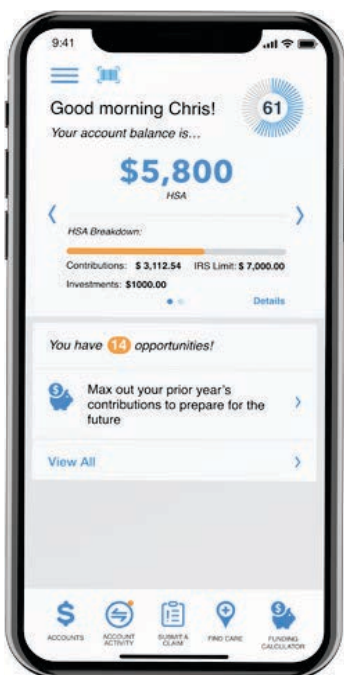 9:41
Good morning Chris!
61
Your account balance is...
$5,800
HSA
HSA Breakdown:
Contributions: $ 3,112.54 IRS Limit: $ 7,000.00
Investments: $1000.00
Details
You have 14 opportunities!
Max out your prior year's
contributions to prepare for the
future
View All
ACCOUNTS
ACCOUNT
ACTIVITY
SUBMIT A
CLAIM
FIND CARE
FUNDING
CALCULATOR